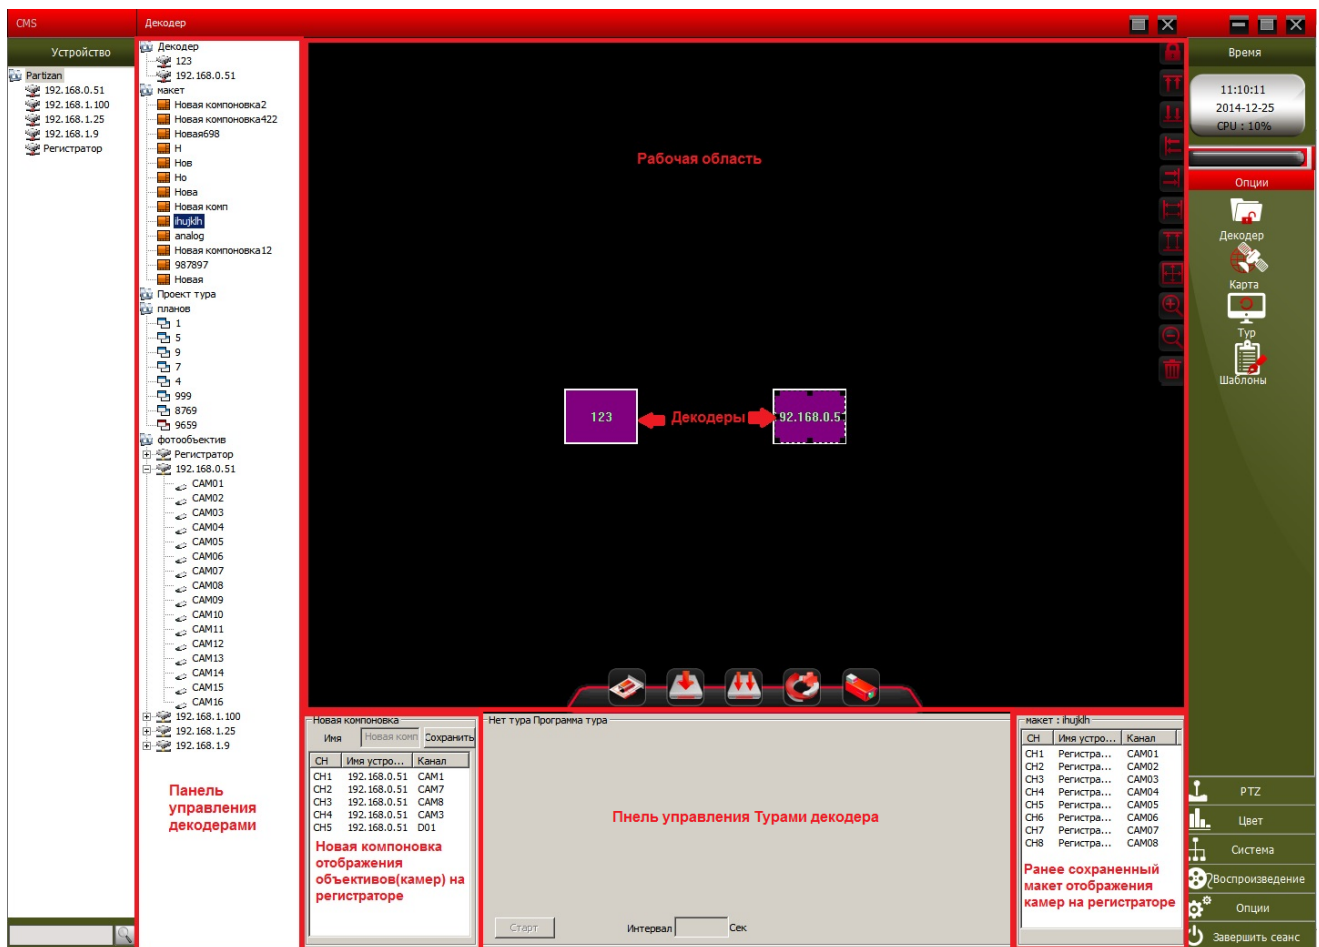 CMS
Декодер
Устройство
Partizan
192.168.0.51
192.168.1.100
192.168.1.25
192.168.1.9
Регистратор
Декодер
123
192.168.0.51
макет
Новая компоновка2
Новая компоновка422
Новая698
Н
Нов
Но
Нова
Новая комп
ihujklh
analog
Новая компоновка12
987897
Новая
Проект тура
планов
1
5
9
7
4
999
8769
9659
фотообъектив
Регистратор
192.168.0.51
CAM01
CAM02
CAM03
CAM04
CAM05
CAM06
CAM07
CAM08
CAM09
CAM10
CAM11
CAM12
CAM13
CAM14
CAM15
CAM16
192.168.1.100
192.168.1.25
192.168.1.9
Панель
управления
декодерами
Рабочая область
123
Декодеры
92.168.0.5
Новая компоновка
Имя Новая комп Сохранить
CH Имя устро... Канал
CH1 192.168.0.51 CAM1
CH2 192.168.0.51 CAM7
CH3 192.168.0.51 CAM8
CH4 192.168.0.51 CAM3
CH5 192.168.0.51 D01
Новая компоновка
отображения
объективов(камер) на
регистраторе
Нет тура Программа тура
Пнель управления Турами декодера
Старт Интервал Сек
макет : ihujklh
CH Имя устро... Канал
CH1 Регистра... CAM01
CH2 Регистра... CAM02
CH3 Регистра... CAM03
CH4 Регистра... CAM04
CH5 Регистра... CAM05
CH6 Регистра... CAM06
CH7 Регистра... CAM07
CH8 Регистра... CAM08
Ранее сохраненный
макет отображения
камер на регистраторе
Время
11:10:11
2014-12-25
CPU : 10%
Опции
Декодер
Карта
Тур
Шаблоны
PTZ
Цвет
Система
Воспроизведение
Опции
Завершить сеанс